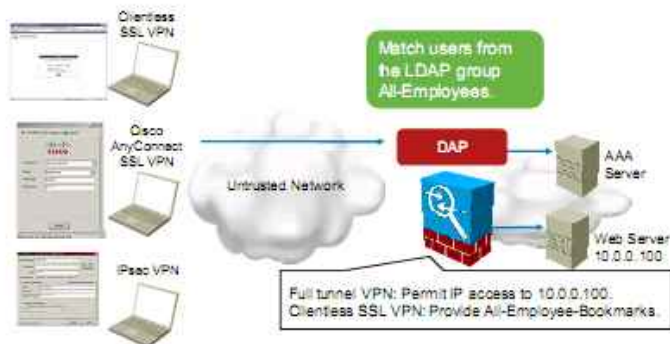 Clientless
SSL VPN
Match users from
the LDAP group
All-Employees.
Cisco
AnyConnect
SSL VPN
DAP
AAA
Server
Untrusted Network
Web Server
10.0.0.100
IPsec VPN
Full tunnel VPN: Permit IP access to 10.0.0.100.
Clientless SSL VPN: Provide All-Employee-Bookmarks.